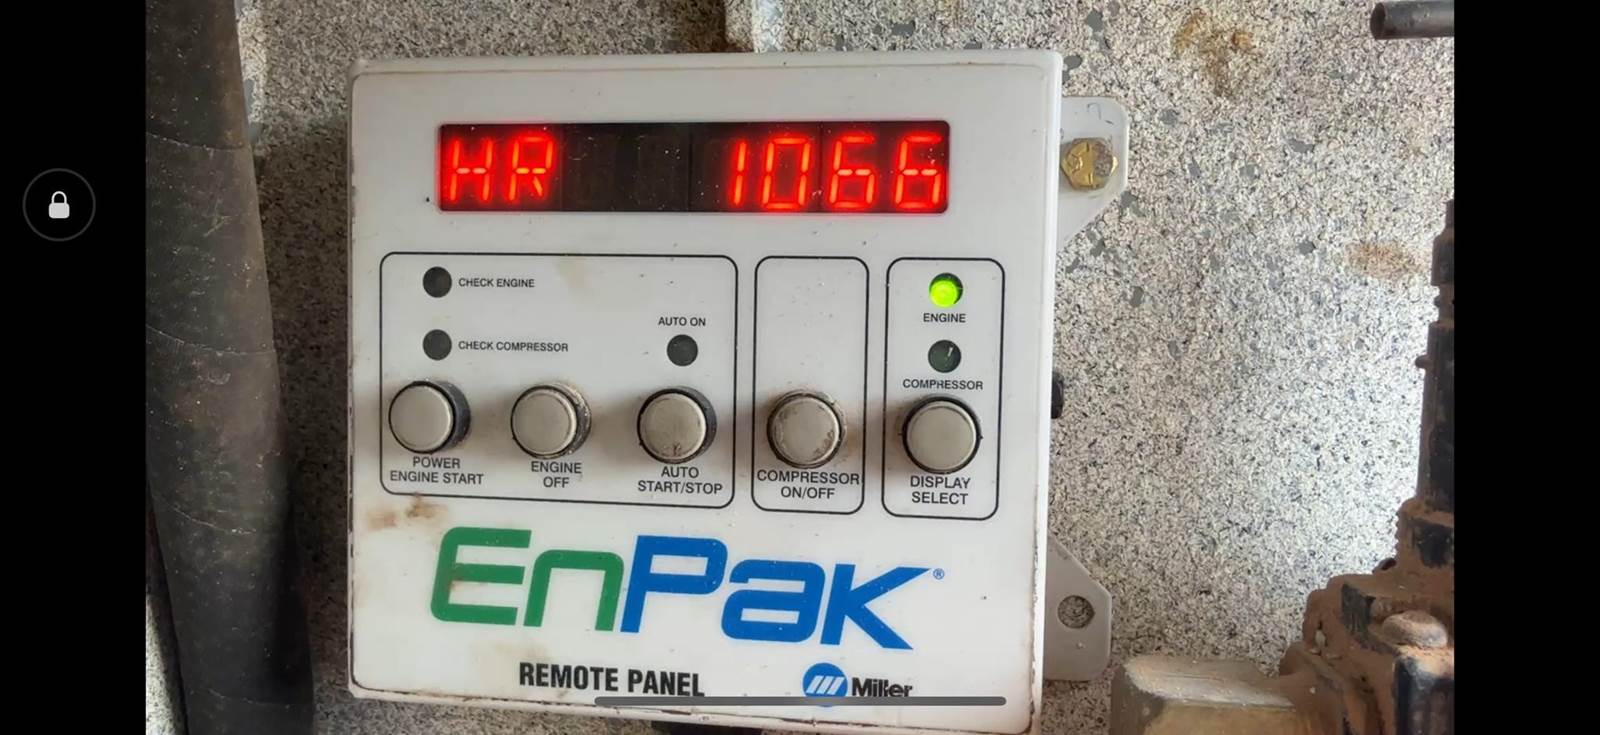 HR 1066
CHECK ENGINE
ENGINE
AUTO ON
CHECK COMPRESSOR
COMPRESSOR
POWER
ENGINE START
ENGINE
OFF
AUTO
START/STOP
COMPRESSOR
ON/OFF
DISPLAY
SELECT
EnPak®
REMOTE PANEL
Miller